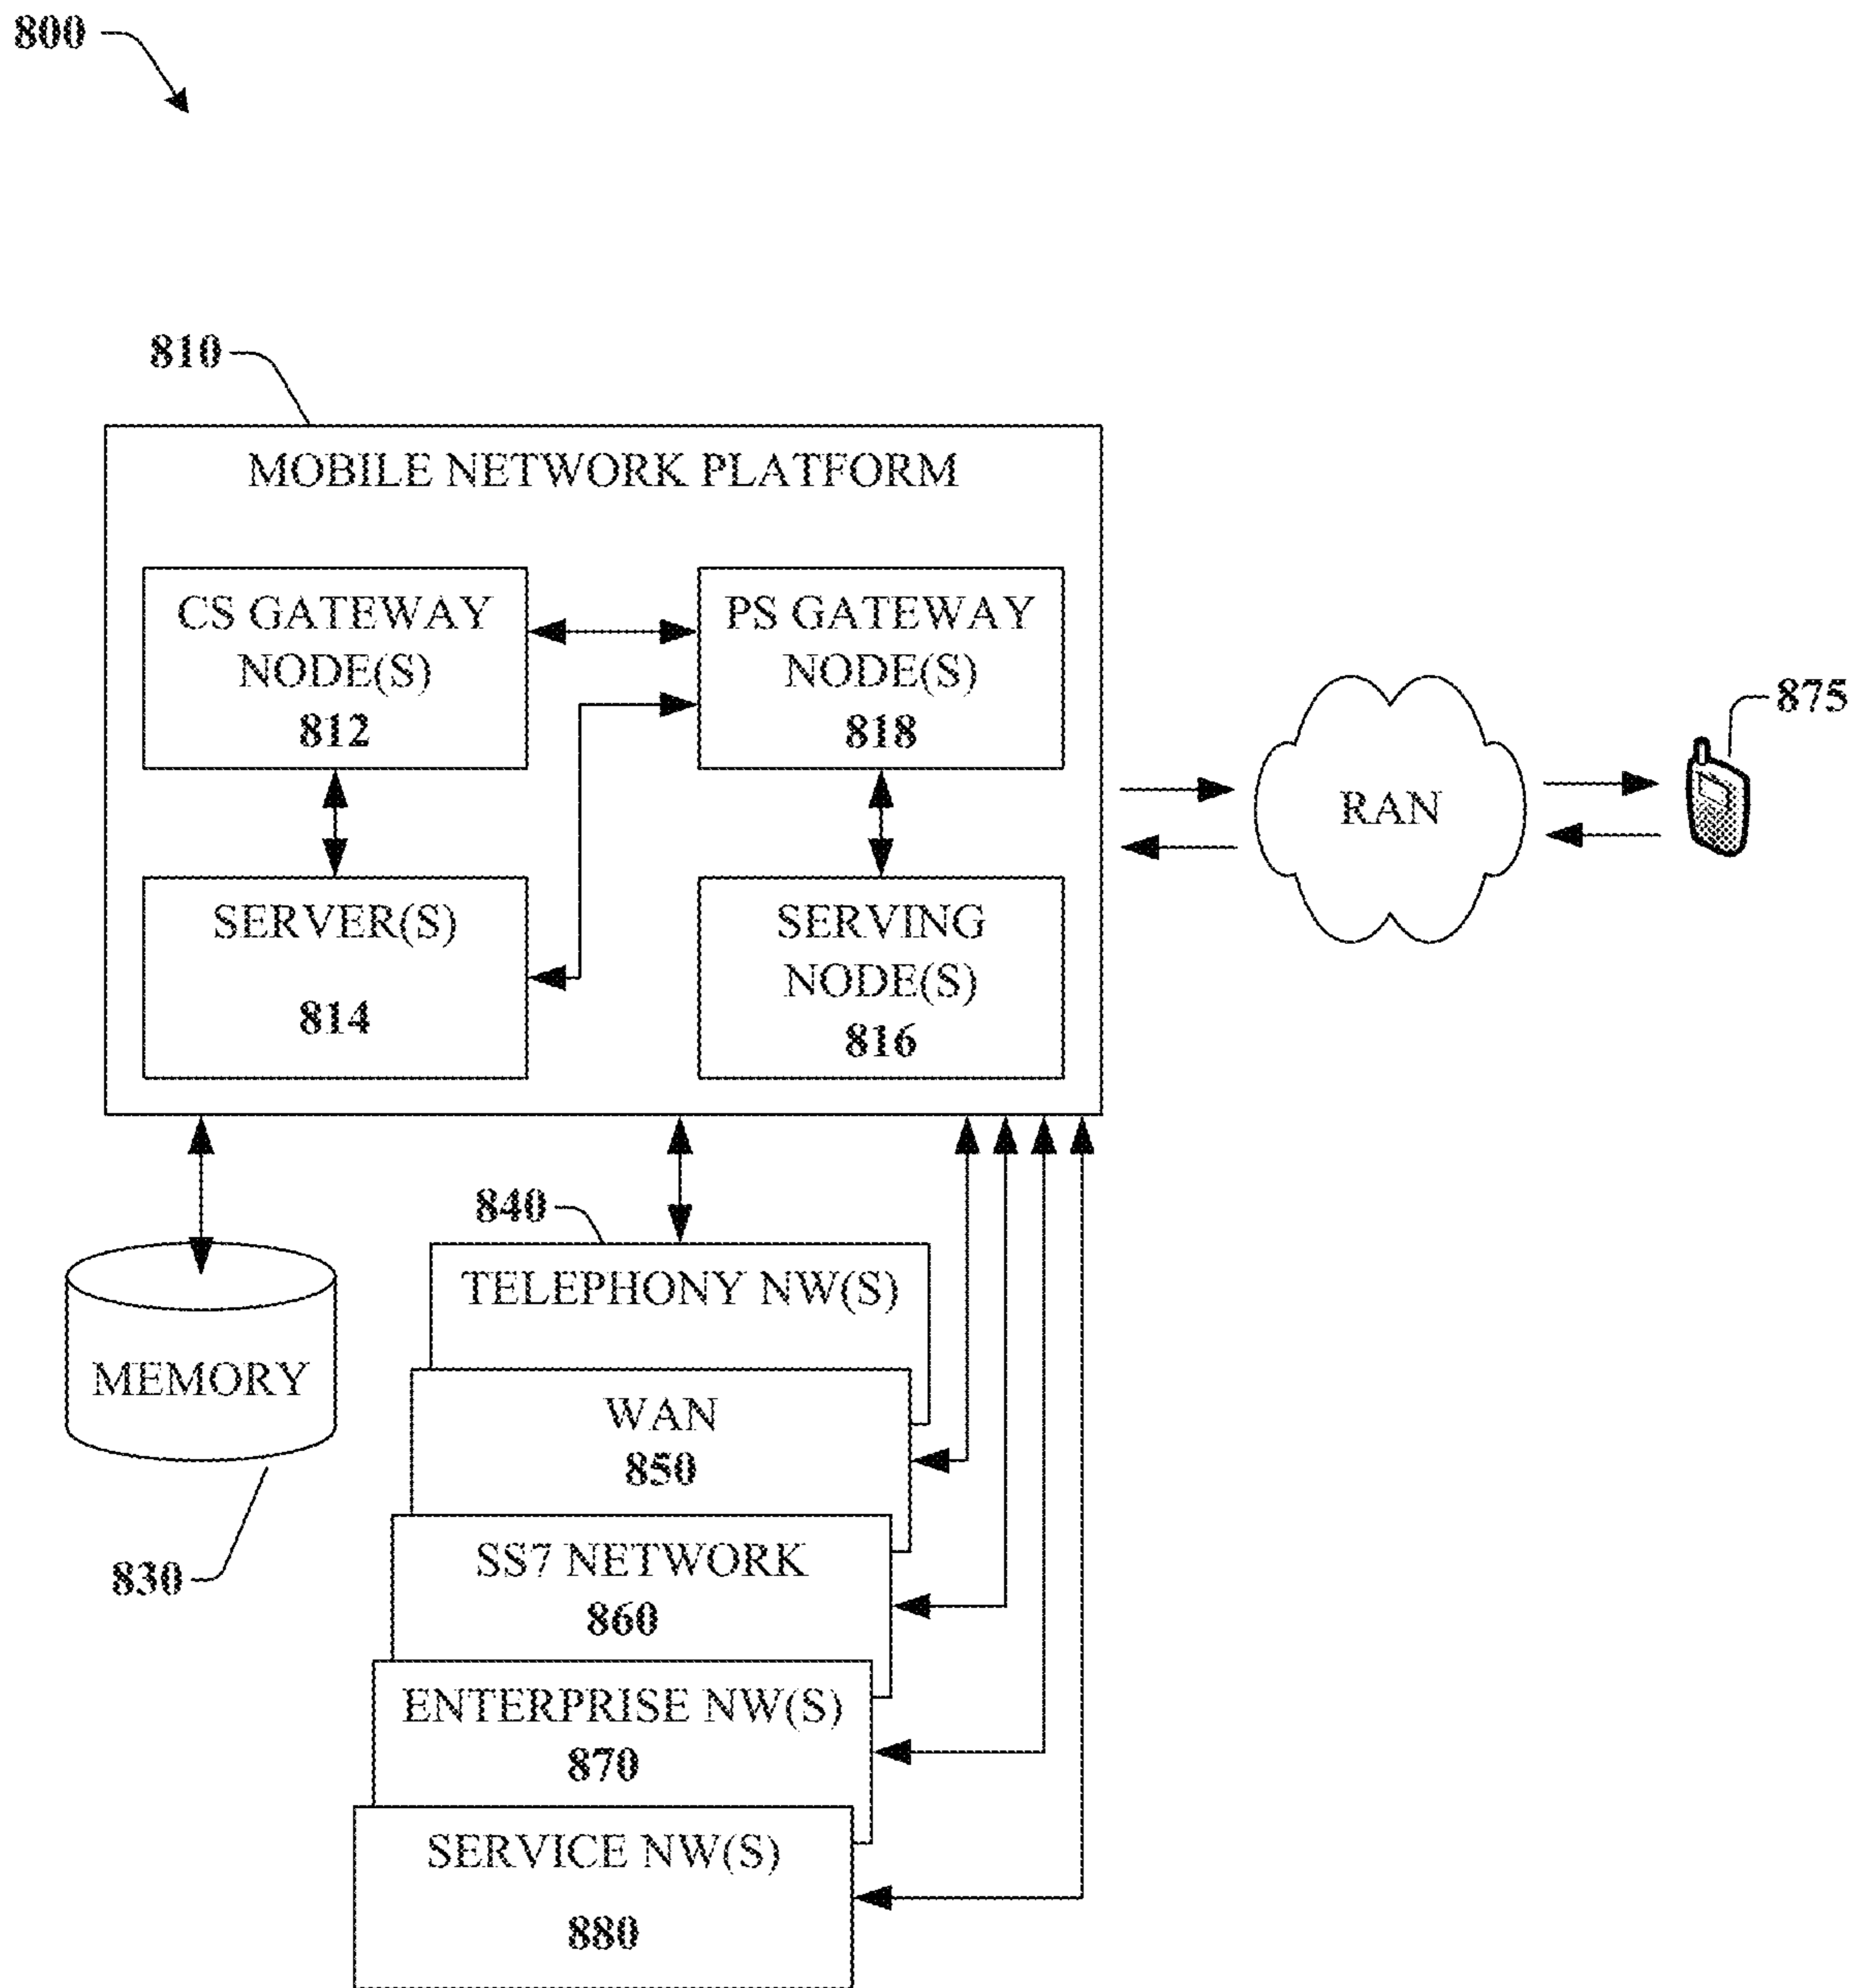 800
810
MOBILE NETWORK PLATFORM
CS GATEWAY
NODE(S)
812
PS GATEWAY
NODE(S)
818
SERVER(S)
814
SERVING
NODE(S)
816
RAN
875
840
TELEPHONY NW(S)
MEMORY
830
WAN
850
SS7 NETWORK
860
ENTERPRISE NW(S)
870
SERVICE NW(S)
880